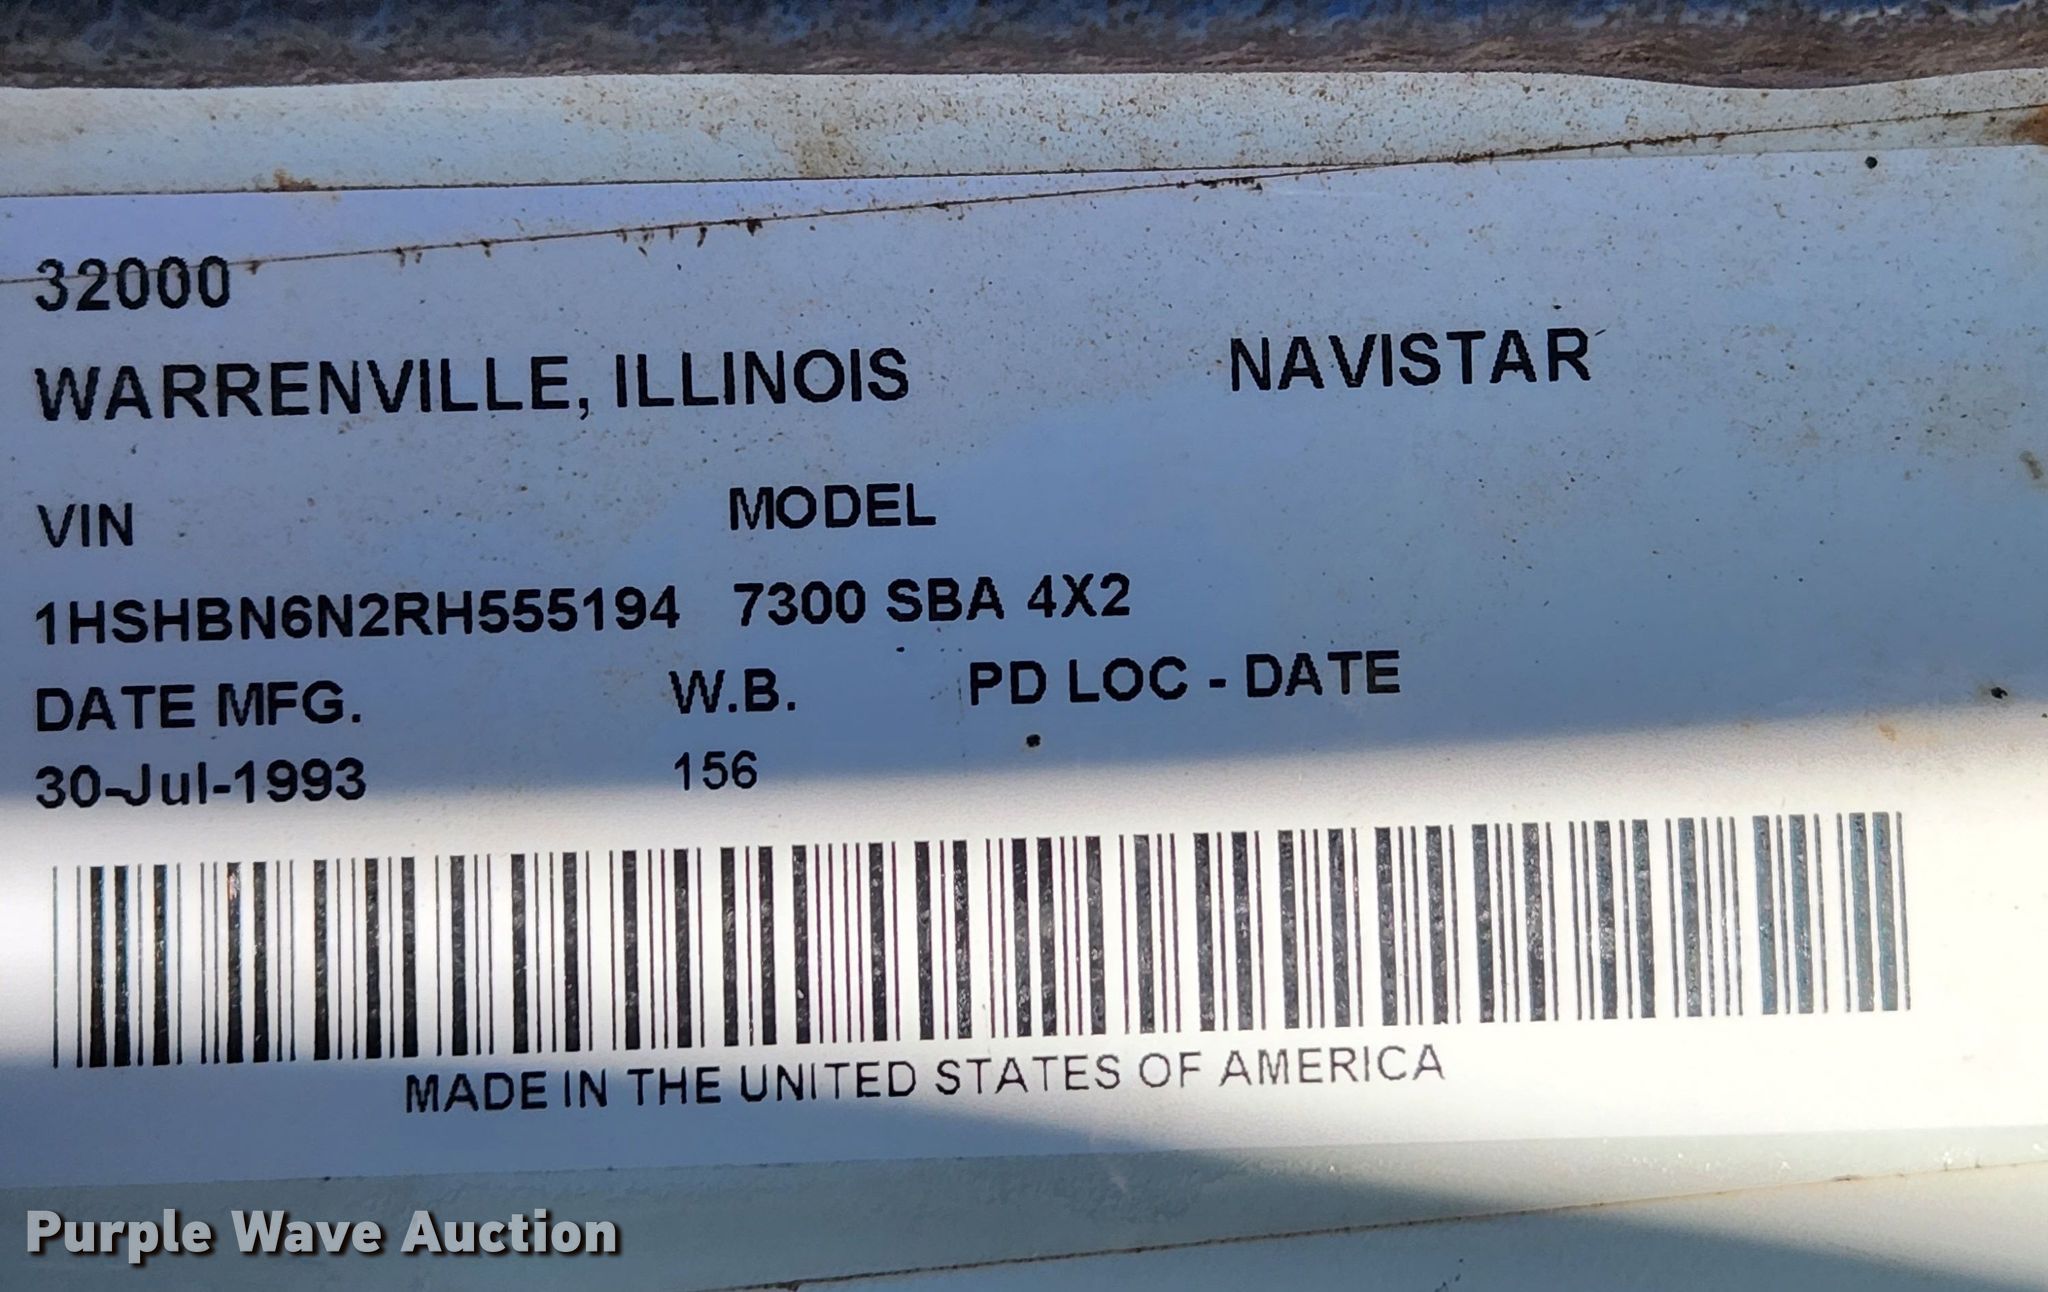 32000
WARRENVILLE, ILLINOIS NAVISTAR
VIN MODEL
1HSHBN6N2RH555194 7300 SBA 4X2
DATE MFG. W.B. PD LOC - DATE
30-Jul-1993 156
MADE IN THE UNITED STATES OF AMERICA
Purple Wave Auction